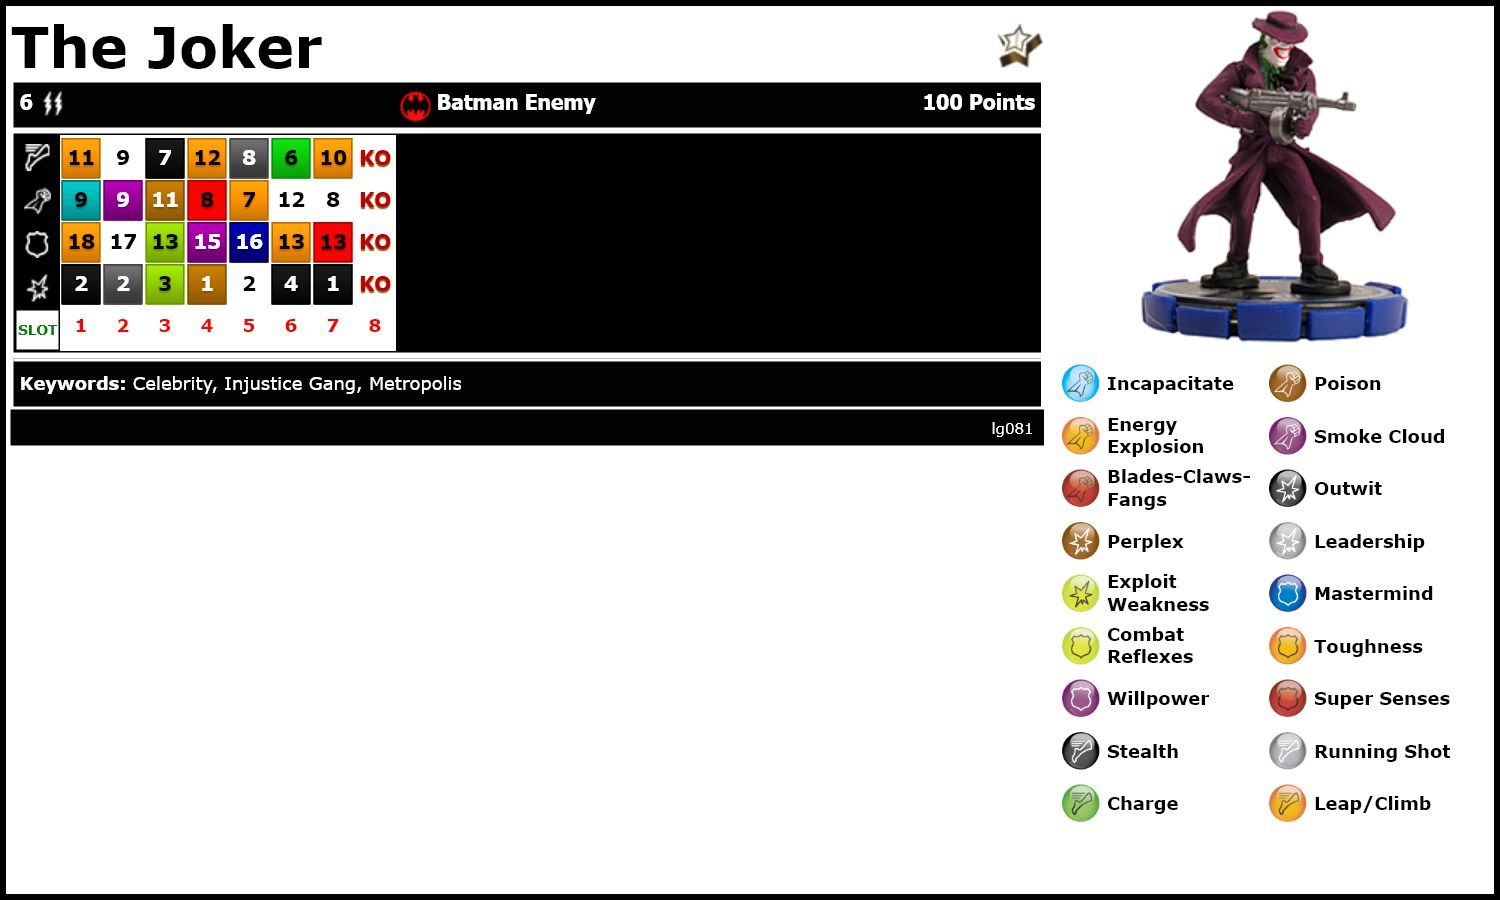 The Joker
6 Batman Enemy 100 Points
11 9 7 12 8 6 10 KO
9 9 11 8 7 12 8 KO
18 17 13 15 16 13 13 KO
2 2 3 1 2 4 1 KO
SLOT 1 2 3 4 5 6 7 8
Keywords: Celebrity, Injustice Gang, Metropolis
lg081
Incapacitate Poison
Energy
Explosion
Smoke Cloud
Blades-Claws-
Fangs
Outwit
Perplex Leadership
Exploit
Weakness
Mastermind
Combat
Reflexes
Toughness
Willpower Super Senses
Stealth Running Shot
Charge Leap/Climb